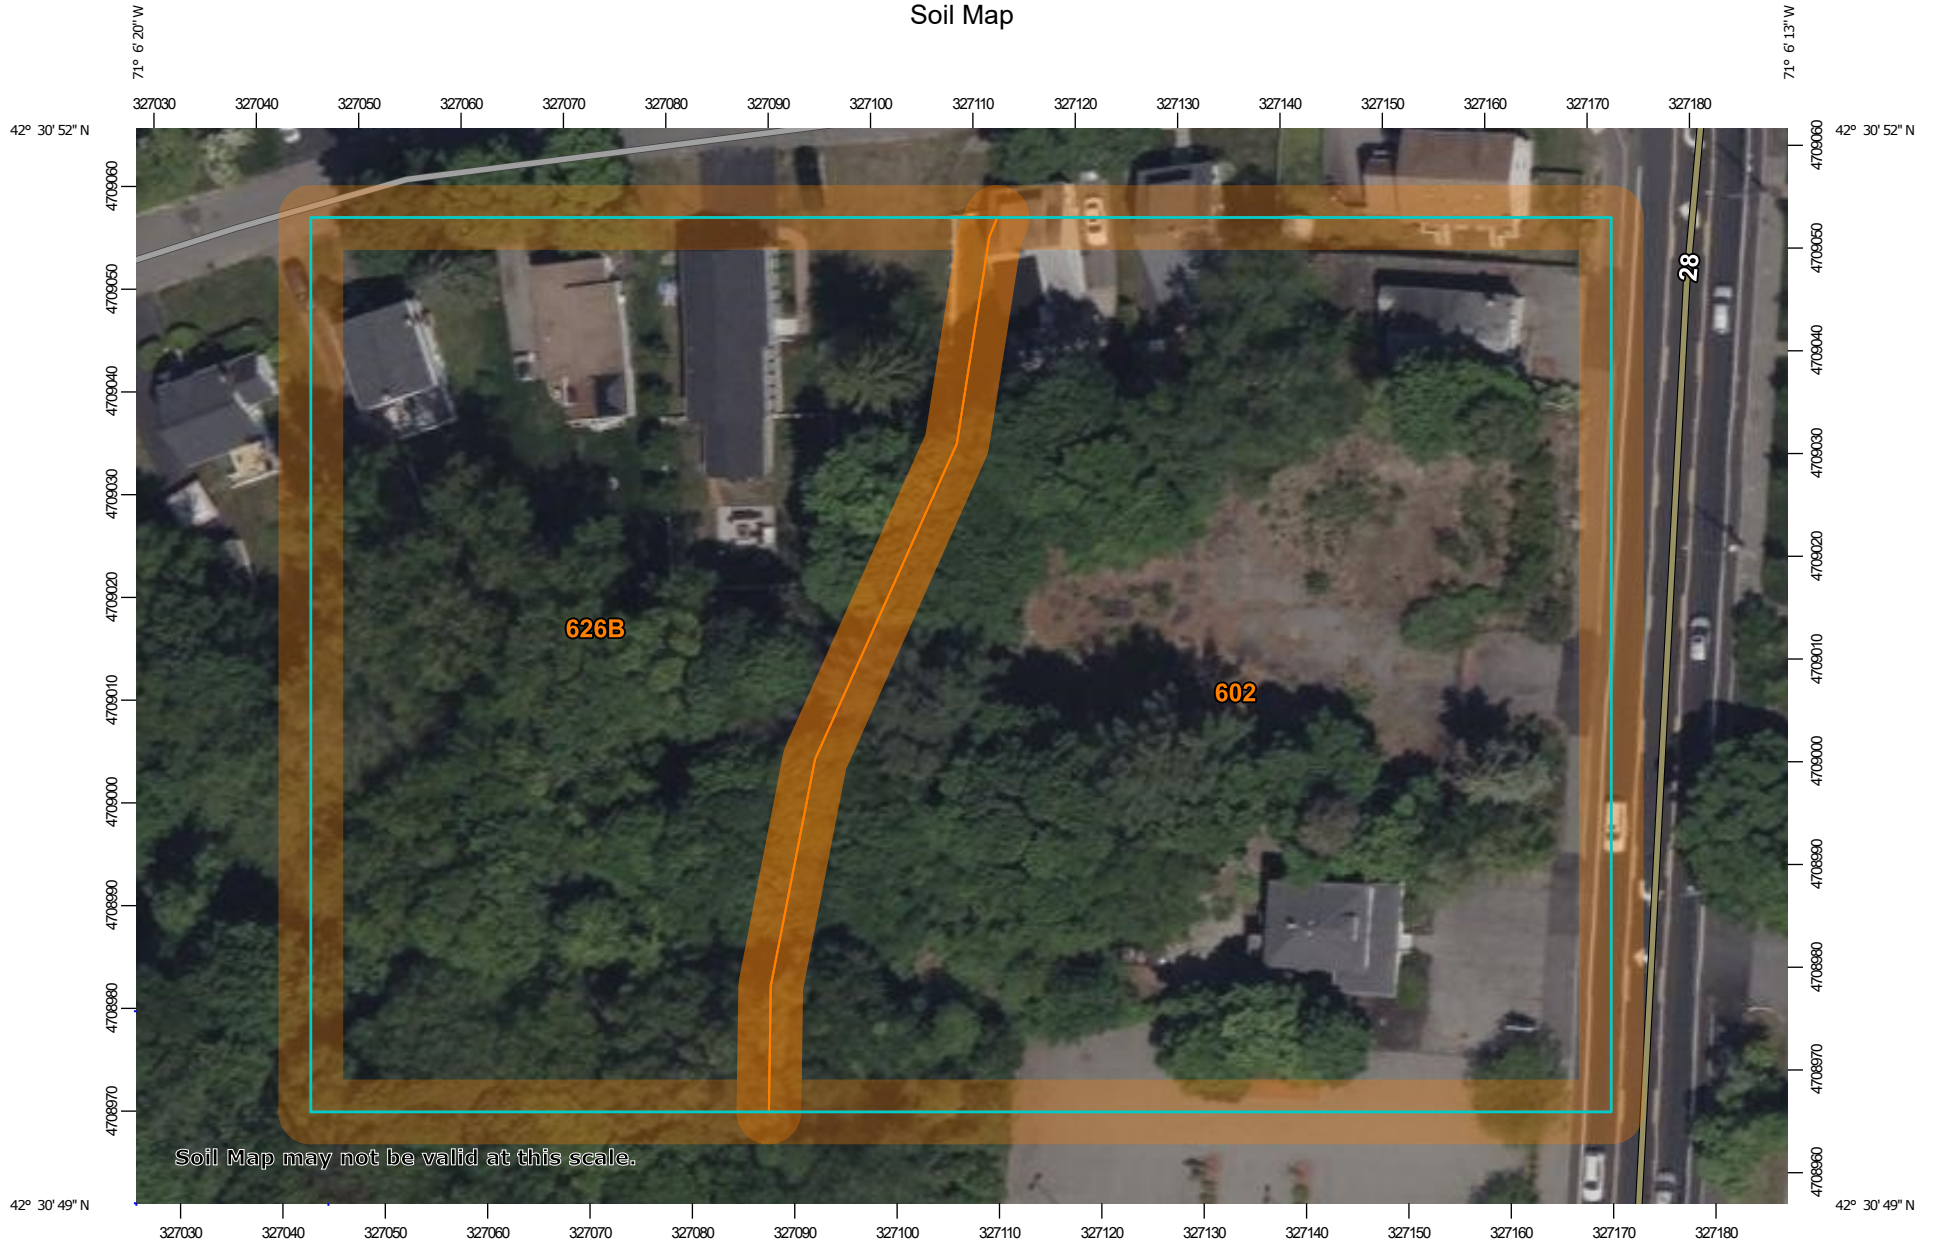 Soil Map
71° 6' 20" W
71° 6' 13" W
327030 327040 327050 327060 327070 327080 327090 327100 327110 327120 327130 327140 327150 327160 327170 327180
42° 30' 52" N
42° 30' 52" N
4709060
4709060
4709050
28
4709050
4709040
4709040
4709030
4709030
4709020
4709020
626B
4709010
4709010
602
4709000
4709000
4708990
4708990
4708980
4708980
4708970
4708970
Soil Map may not be valid at this scale.
4708960
42° 30' 49" N
42° 30' 49" N
327030 327040 327050 327060 327070 327080 327090 327100 327110 327120 327130 327140 327150 327160 327170 327180